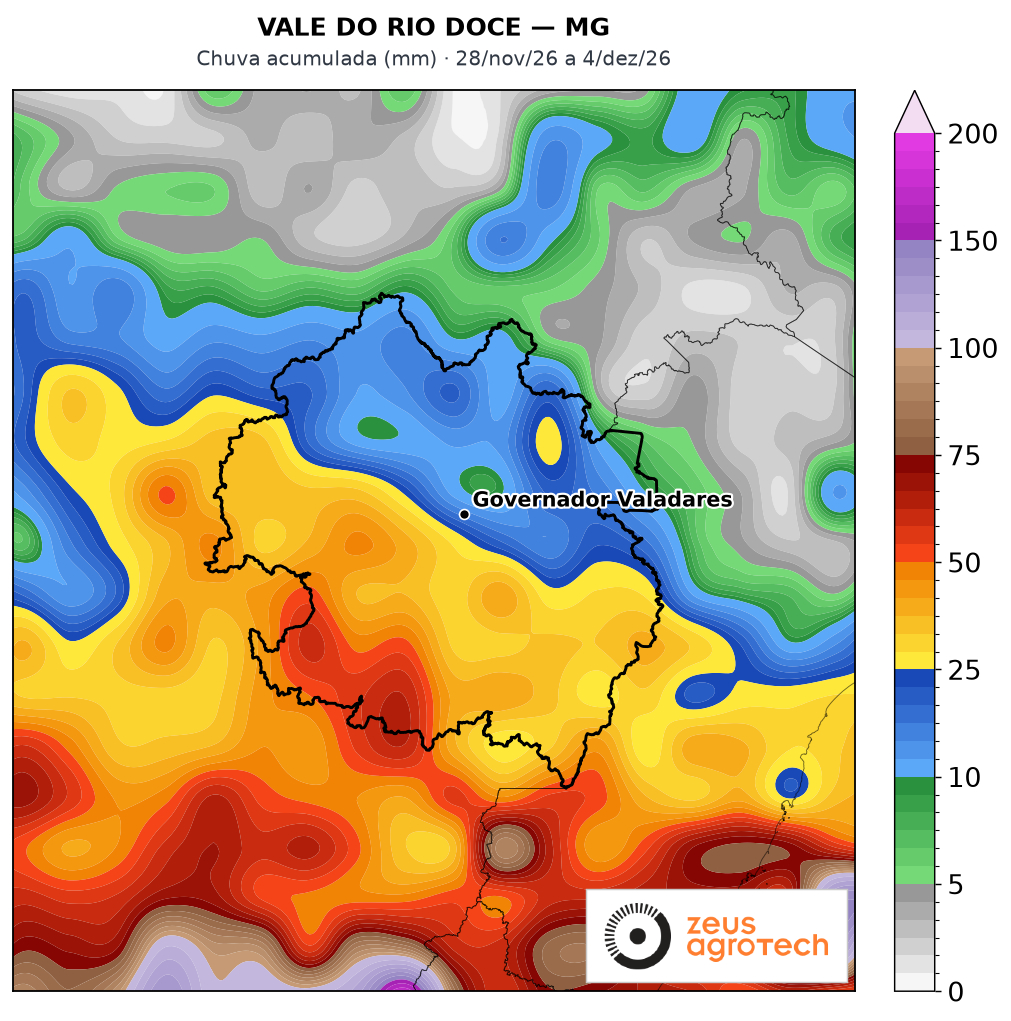 VALE DO RIO DOCE — MG
Chuva acumulada (mm) · 28/nov/26 a 4/dez/26
200
150
100
75
50
25
10
5
0
Governador Valadares
zeus
agrotech